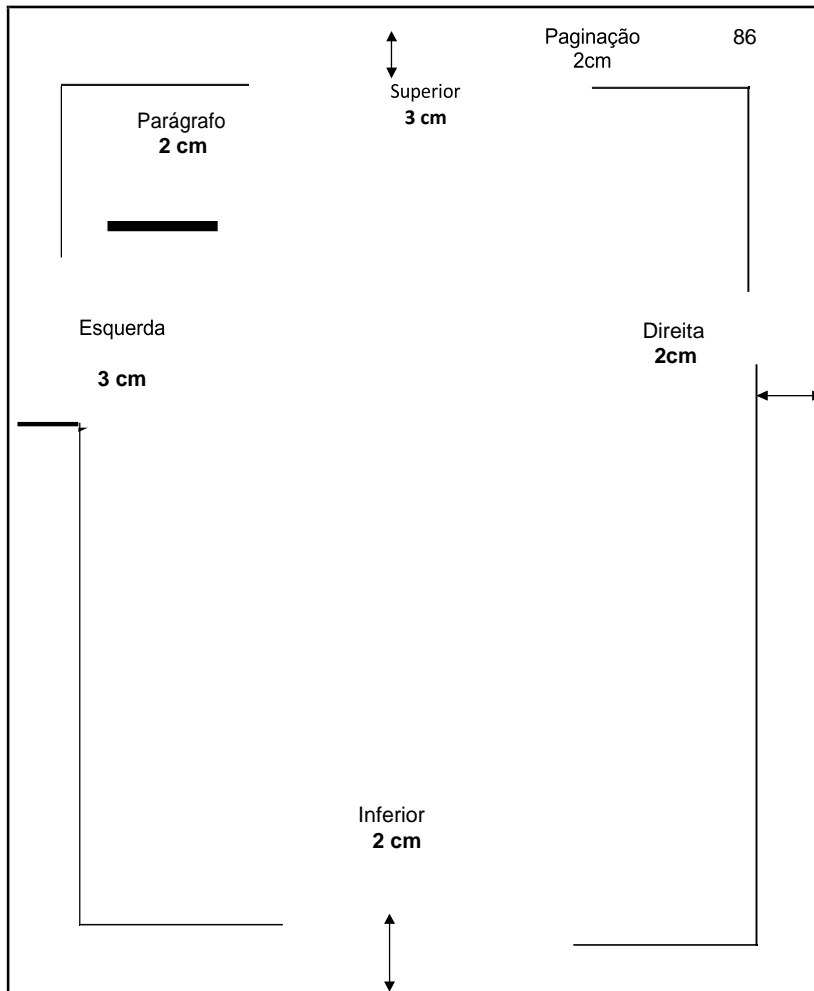 Paginação 86
2cm
Superior
3 cm
Parágrafo
2 cm
Esquerda
3 cm
Direita
2cm
Inferior
2 cm